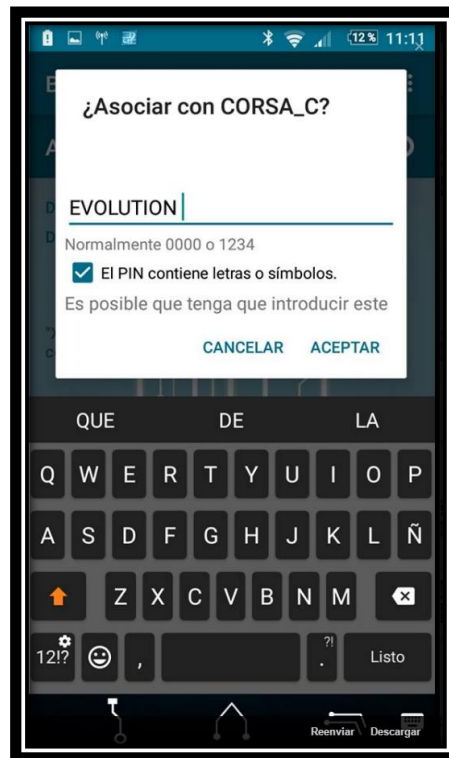 12% 11:11
¿Asociar con CORSA_C?
EVOLUTION
Normalmente 0000 o 1234
El PIN contiene letras o símbolos.
Es posible que tenga que introducir este
CANCELAR ACEPTAR
QUE DE LA
Q W E R T Y U I O P
A S D F G H J K L Ñ
Z X C V B N M
12!? , ?! . Listo
Reenviar Descargar